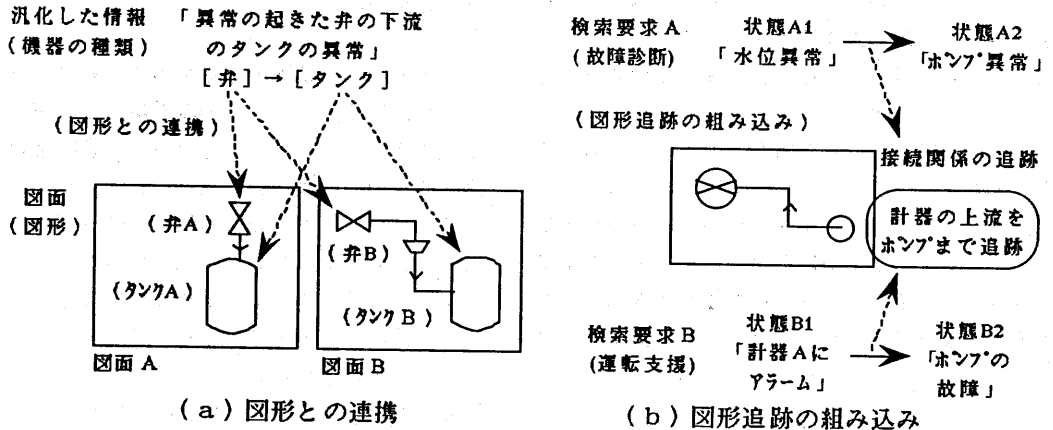 汎化した情報 「異常の起きた弁の下流
(機器の種類) のタンクの異常」
[弁]→[タンク]
(図形との連携)
図面
(図形)
(弁A)
(タンクA)
(弁B)
(タンクB)
図面A
図面B
(a)図形との連携
検索要求A
(故障診断)
状態A1
「水位異常」
状態A2
「ポンプ異常」
(図形追跡の組み込み)
接続関係の追跡
計器の上流を
ポンプまで追跡
検索要求B
(運転支援)
状態B1
「計器Aに
アラーム」
状態B2
「ポンプの
故障」
(b)図形追跡の組み込み